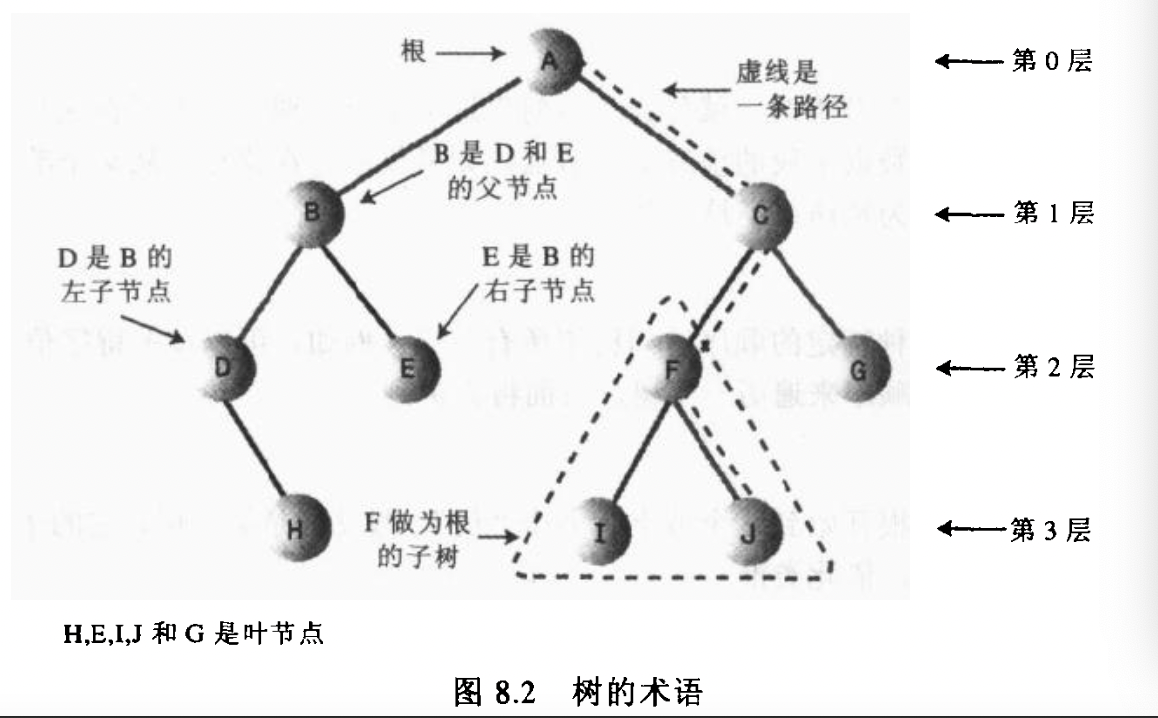 根
A
第 0 层
虚线是
一条路径
B 是 D 和 E
的父节点
B
C
第 1 层
D 是 B 的
左子节点
E 是 B 的
右子节点
D
E
F
G
第 2 层
H
F 做为根
的子树
I
J
第 3 层
H,E,I,J 和 G 是叶节点
图 8.2 树的术语